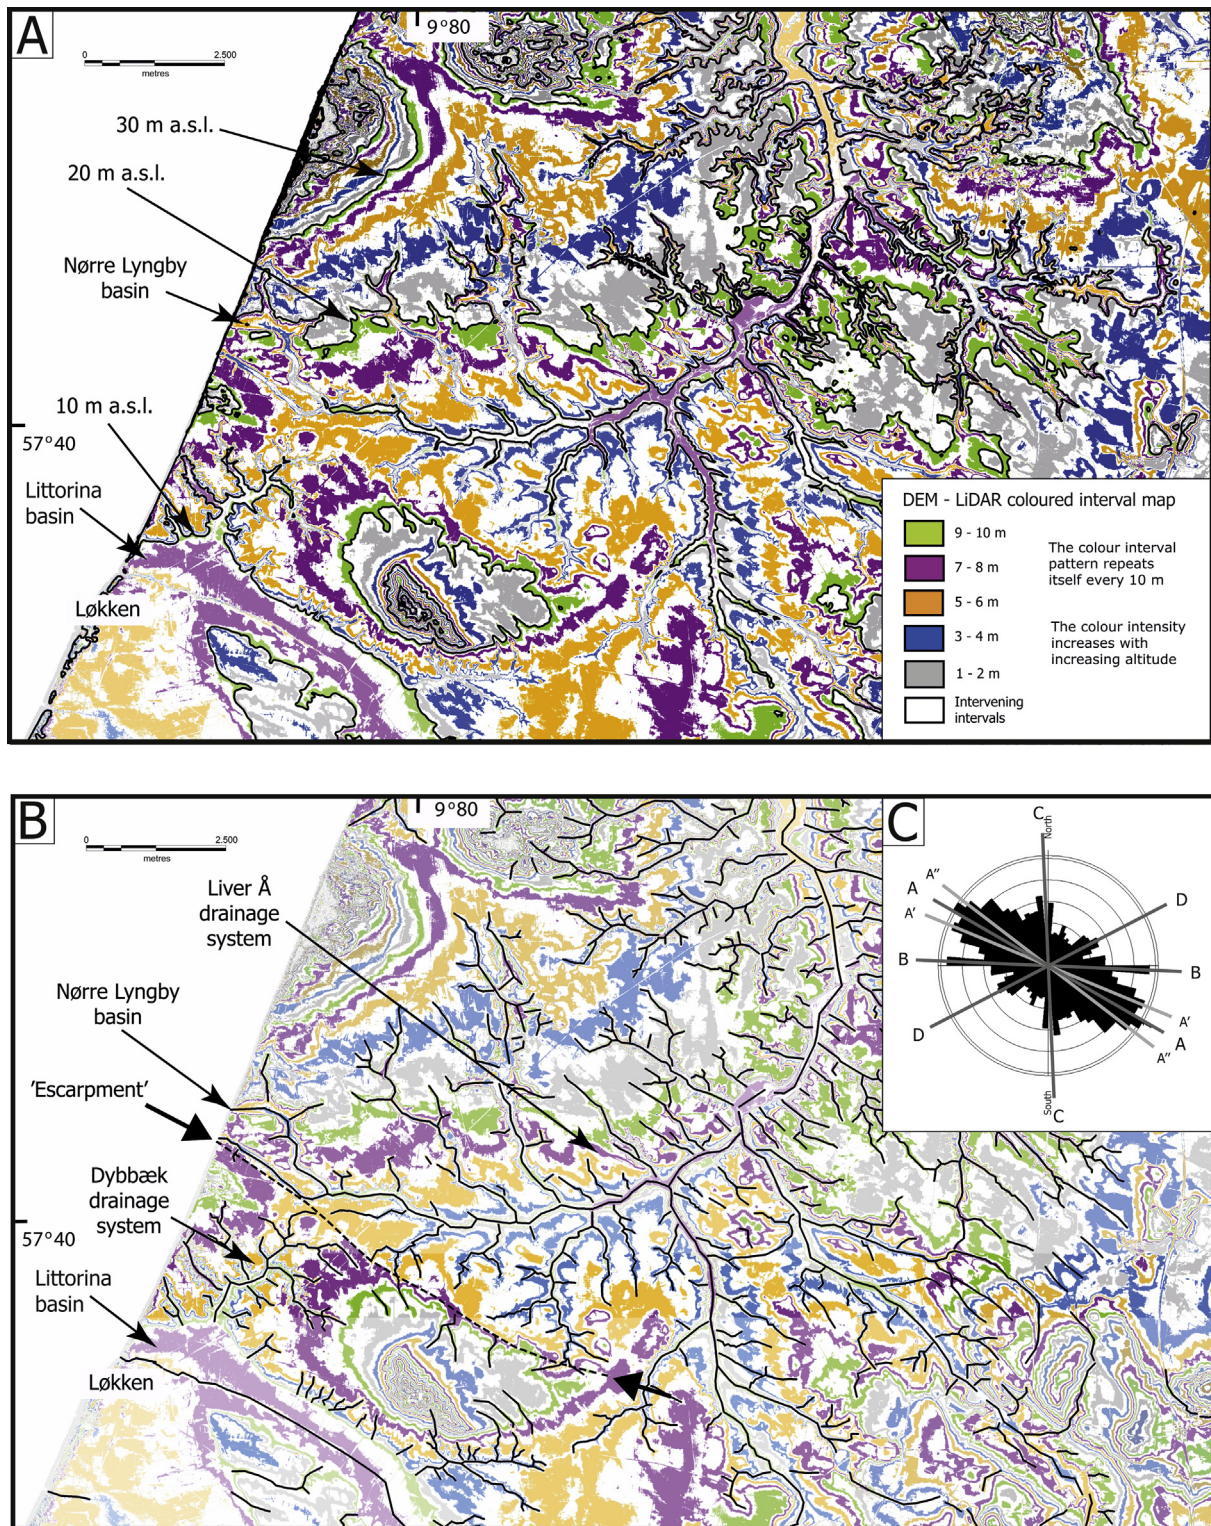 A
9°80
0
2.500
metres
30 m a.s.l.
20 m a.s.l.
Nørre Lyngby
basin
10 m a.s.l.
57°40
Littorina
basin
Løkken
DEM - LiDAR coloured interval map
9 - 10 m
7 - 8 m
5 - 6 m
3 - 4 m
1 - 2 m
Intervening
intervals
The colour interval
pattern repeats
itself every 10 m
The colour intensity
increases with
increasing altitude
B
9°80
0
2.500
metres
Liver Å
drainage
system
Nørre Lyngby
basin
'Escarpment'
Dybbæk
drainage
system
57°40
Littorina
basin
Løkken
C
C
North
A''
A
A'
D
B
B
D
A'
A
A''
South
C